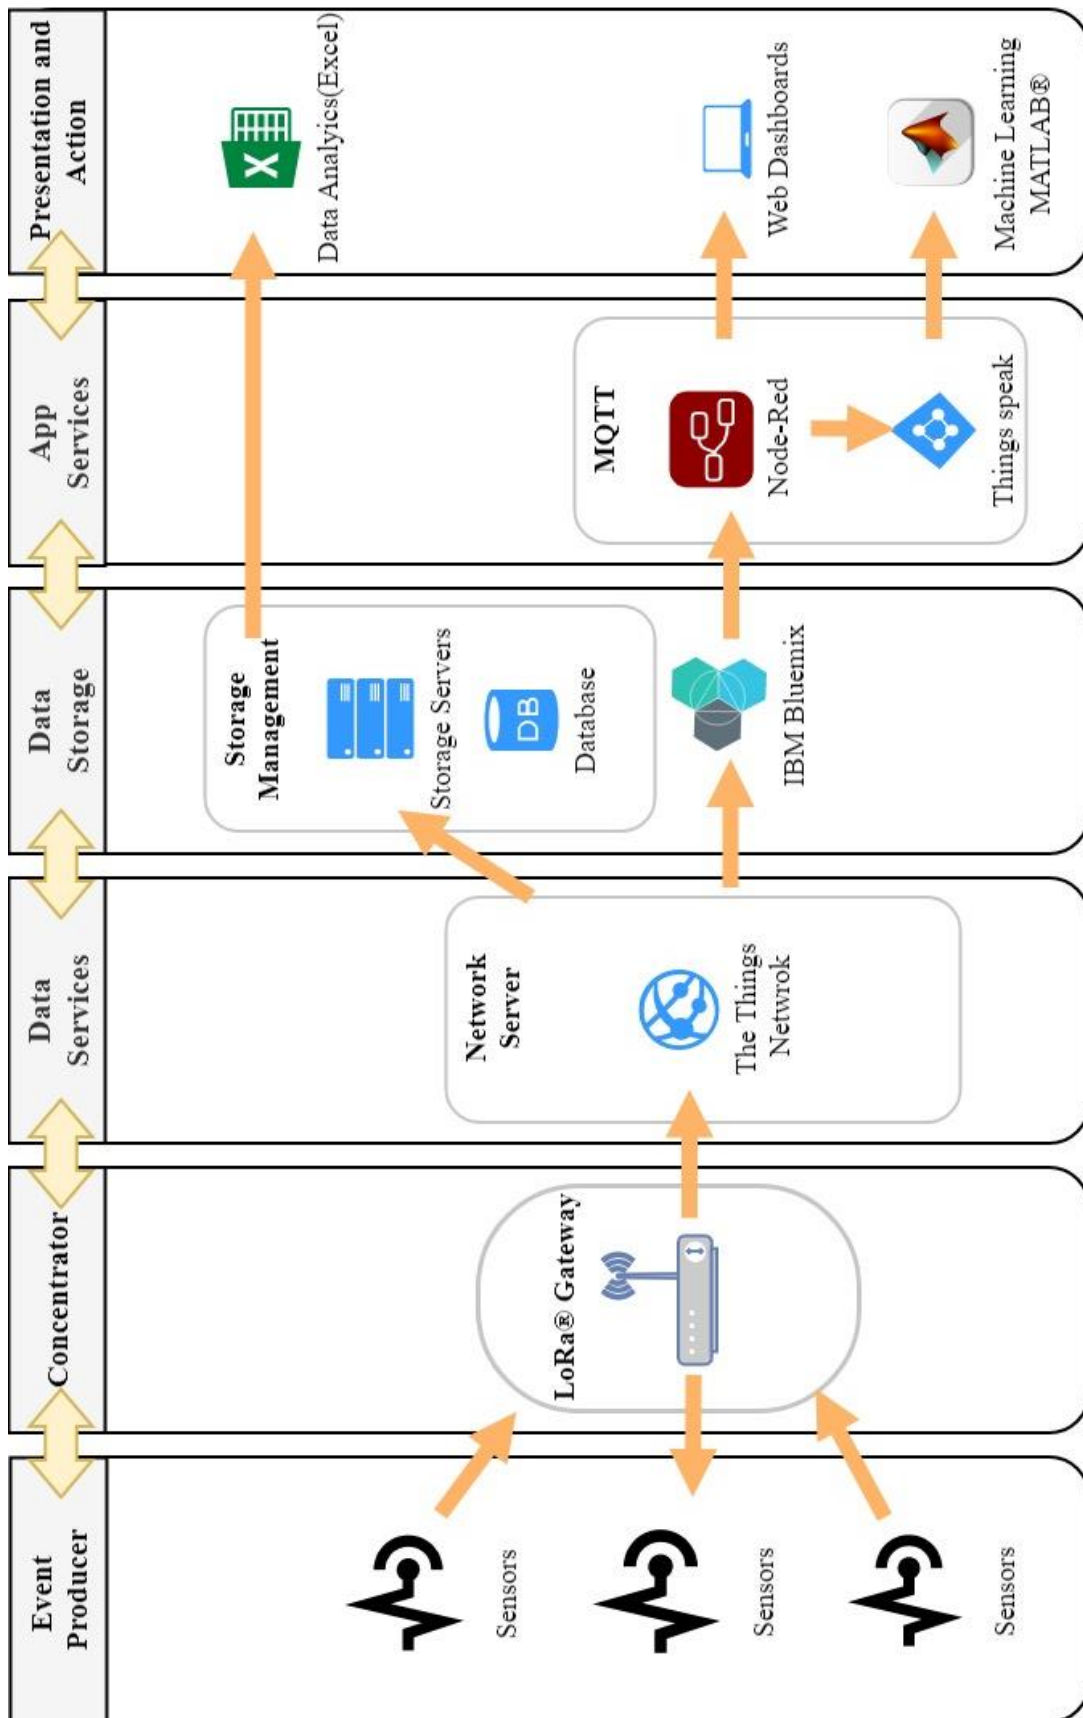 Event
Producer
Concentrator
Data
Services
Data
Storage
App
Services
Presentation and
Action
Sensors
Sensors
Sensors
LoRa® Gateway
Network
Server
The Things
Netwrok
Storage
Management
Storage Servers
DB
Database
IBM Bluemix
MQTT
Node-Red
Things speak
X
Data Analyics(Excel)
Web Dashboards
Machine Learning
MATLAB®